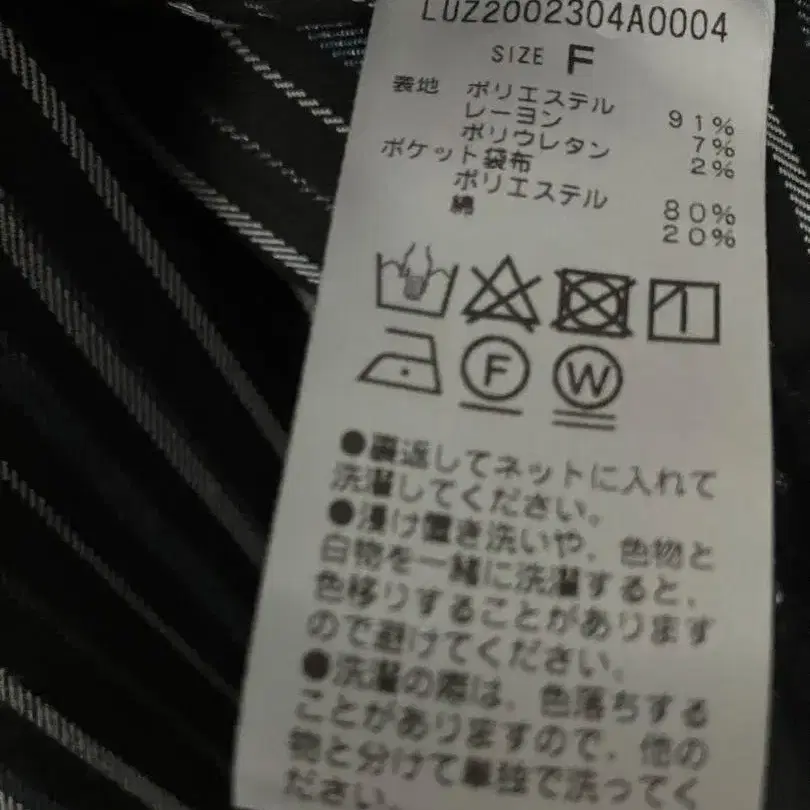 LUZ2002304A0004
SIZE F
表地 ポリエステル 91%
レーヨン 7%
ポリウレタン 2%
ポケット袋布
ポリエステル 80%
綿 20%
F W
●裏返してネットに入れて
洗濯してください。
●浸け置き洗いや、色物と
白物を一緒に洗濯すると、
色移りすることがあります
ので避けてください。
●洗濯の際は、色落ちする
ことがありますので、他の
物と分けて単独で洗ってく
ださい。